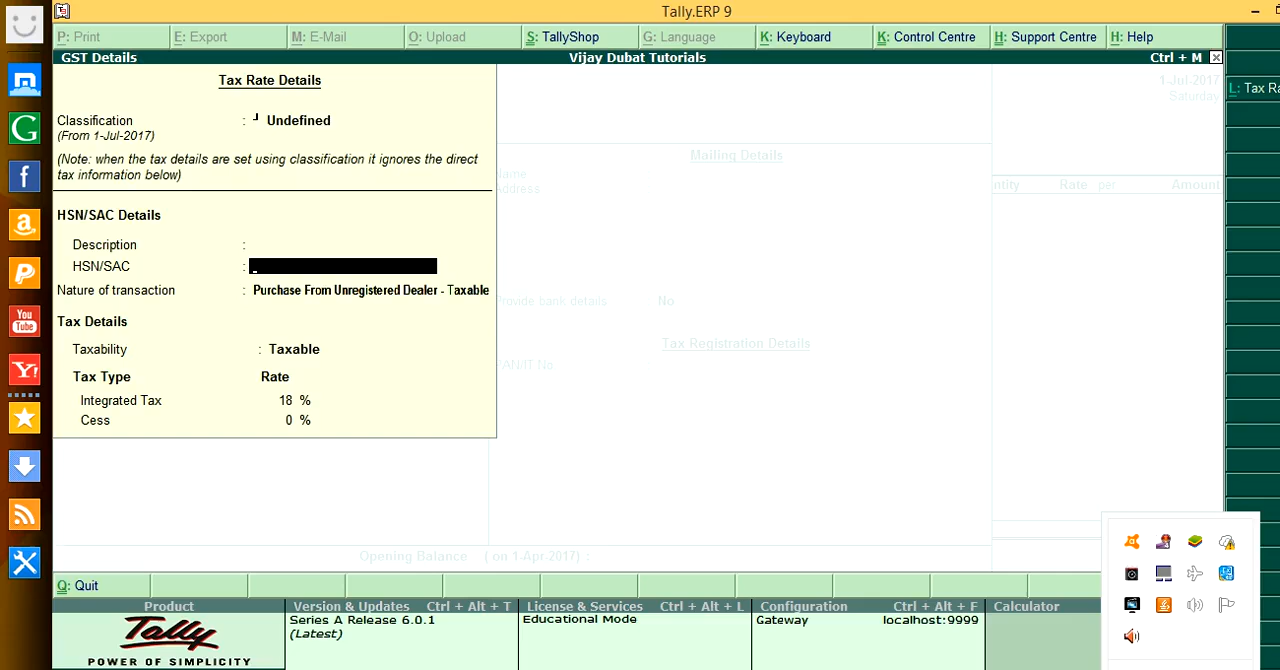 Tally.ERP 9
P: Print
E: Export
M: E-Mail
O: Upload
S: TallyShop
G: Language
K: Keyboard
K: Control Centre
H: Support Centre
H: Help
GST Details
Vijay Dubat Tutorials
Ctrl + M
Tax Rate Details
Classification : ┘ Undefined
(From 1-Jul-2017)
(Note: when the tax details are set using classification it ignores the direct
tax information below)
HSN/SAC Details
Description :
HSN/SAC :
Nature of transaction : Purchase From Unregistered Dealer - Taxable
Tax Details
Taxability : Taxable
Tax Type Rate
Integrated Tax 18 %
Cess 0 %
1-Jul-2017
Saturday
L: Tax Ra
Mailing Details
Name
Address
ntity Rate per Amount
Provide bank details No
Tax Registration Details
PAN/IT No
Opening Balance ( on 1-Apr-2017) :
Q: Quit
Product
Tally
POWER OF SIMPLICITY
Version & Updates Ctrl + Alt + T
Series A Release 6.0.1
(Latest)
License & Services Ctrl + Alt + L
Educational Mode
Configuration Ctrl + Alt + F
Gateway localhost:9999
Calculator
G
f
a
P
You
Tube
Y!